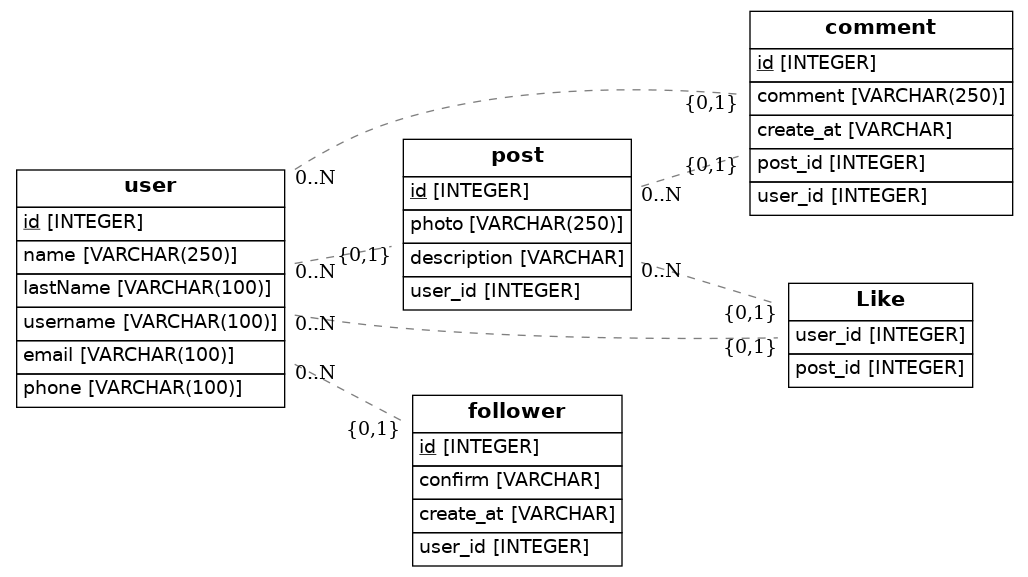 comment
id [INTEGER]
comment [VARCHAR(250)]
create_at [VARCHAR]
post_id [INTEGER]
user_id [INTEGER]
{0,1}
{0,1}
post
id [INTEGER]
photo [VARCHAR(250)]
description [VARCHAR]
user_id [INTEGER]
0..N
0..N
{0,1}
user
id [INTEGER]
name [VARCHAR(250)]
lastName [VARCHAR(100)]
username [VARCHAR(100)]
email [VARCHAR(100)]
phone [VARCHAR(100)]
0..N
0..N
0..N
0..N
Like
user_id [INTEGER]
post_id [INTEGER]
{0,1}
{0,1}
follower
id [INTEGER]
confirm [VARCHAR]
create_at [VARCHAR]
user_id [INTEGER]
{0,1}